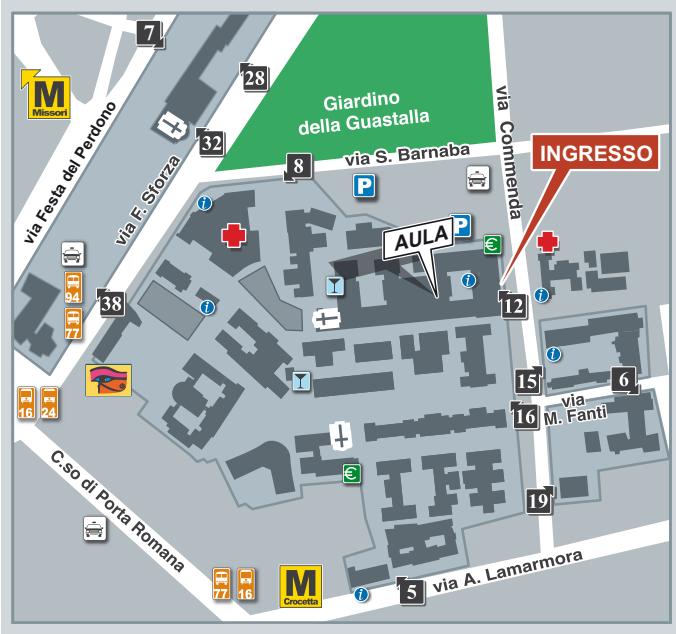 7
M
Missori
28
Giardino
della Guastalla
via Festa del Perdono
via F. Sforza
32
8
via S. Barnaba
via Commenda
INGRESSO
P
P
AULA
€
i
i
i
i
i
94
77
38
12
15
6
via
M. Fanti
16
16
24
€
19
C.so di Porta Romana
77
16
M
Crocetta
i
5
via A. Lamarmora